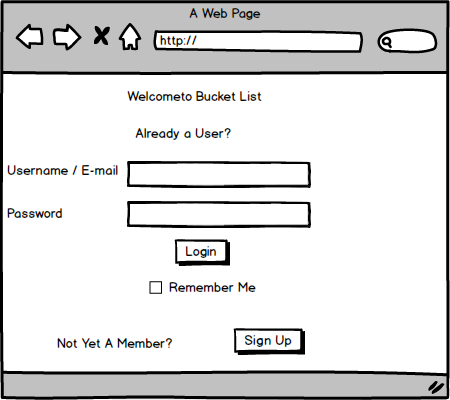 A Web Page
http://
Welcometo Bucket List
Already a User?
Username / E-mail
Password
Login
Remember Me
Not Yet A Member?
Sign Up